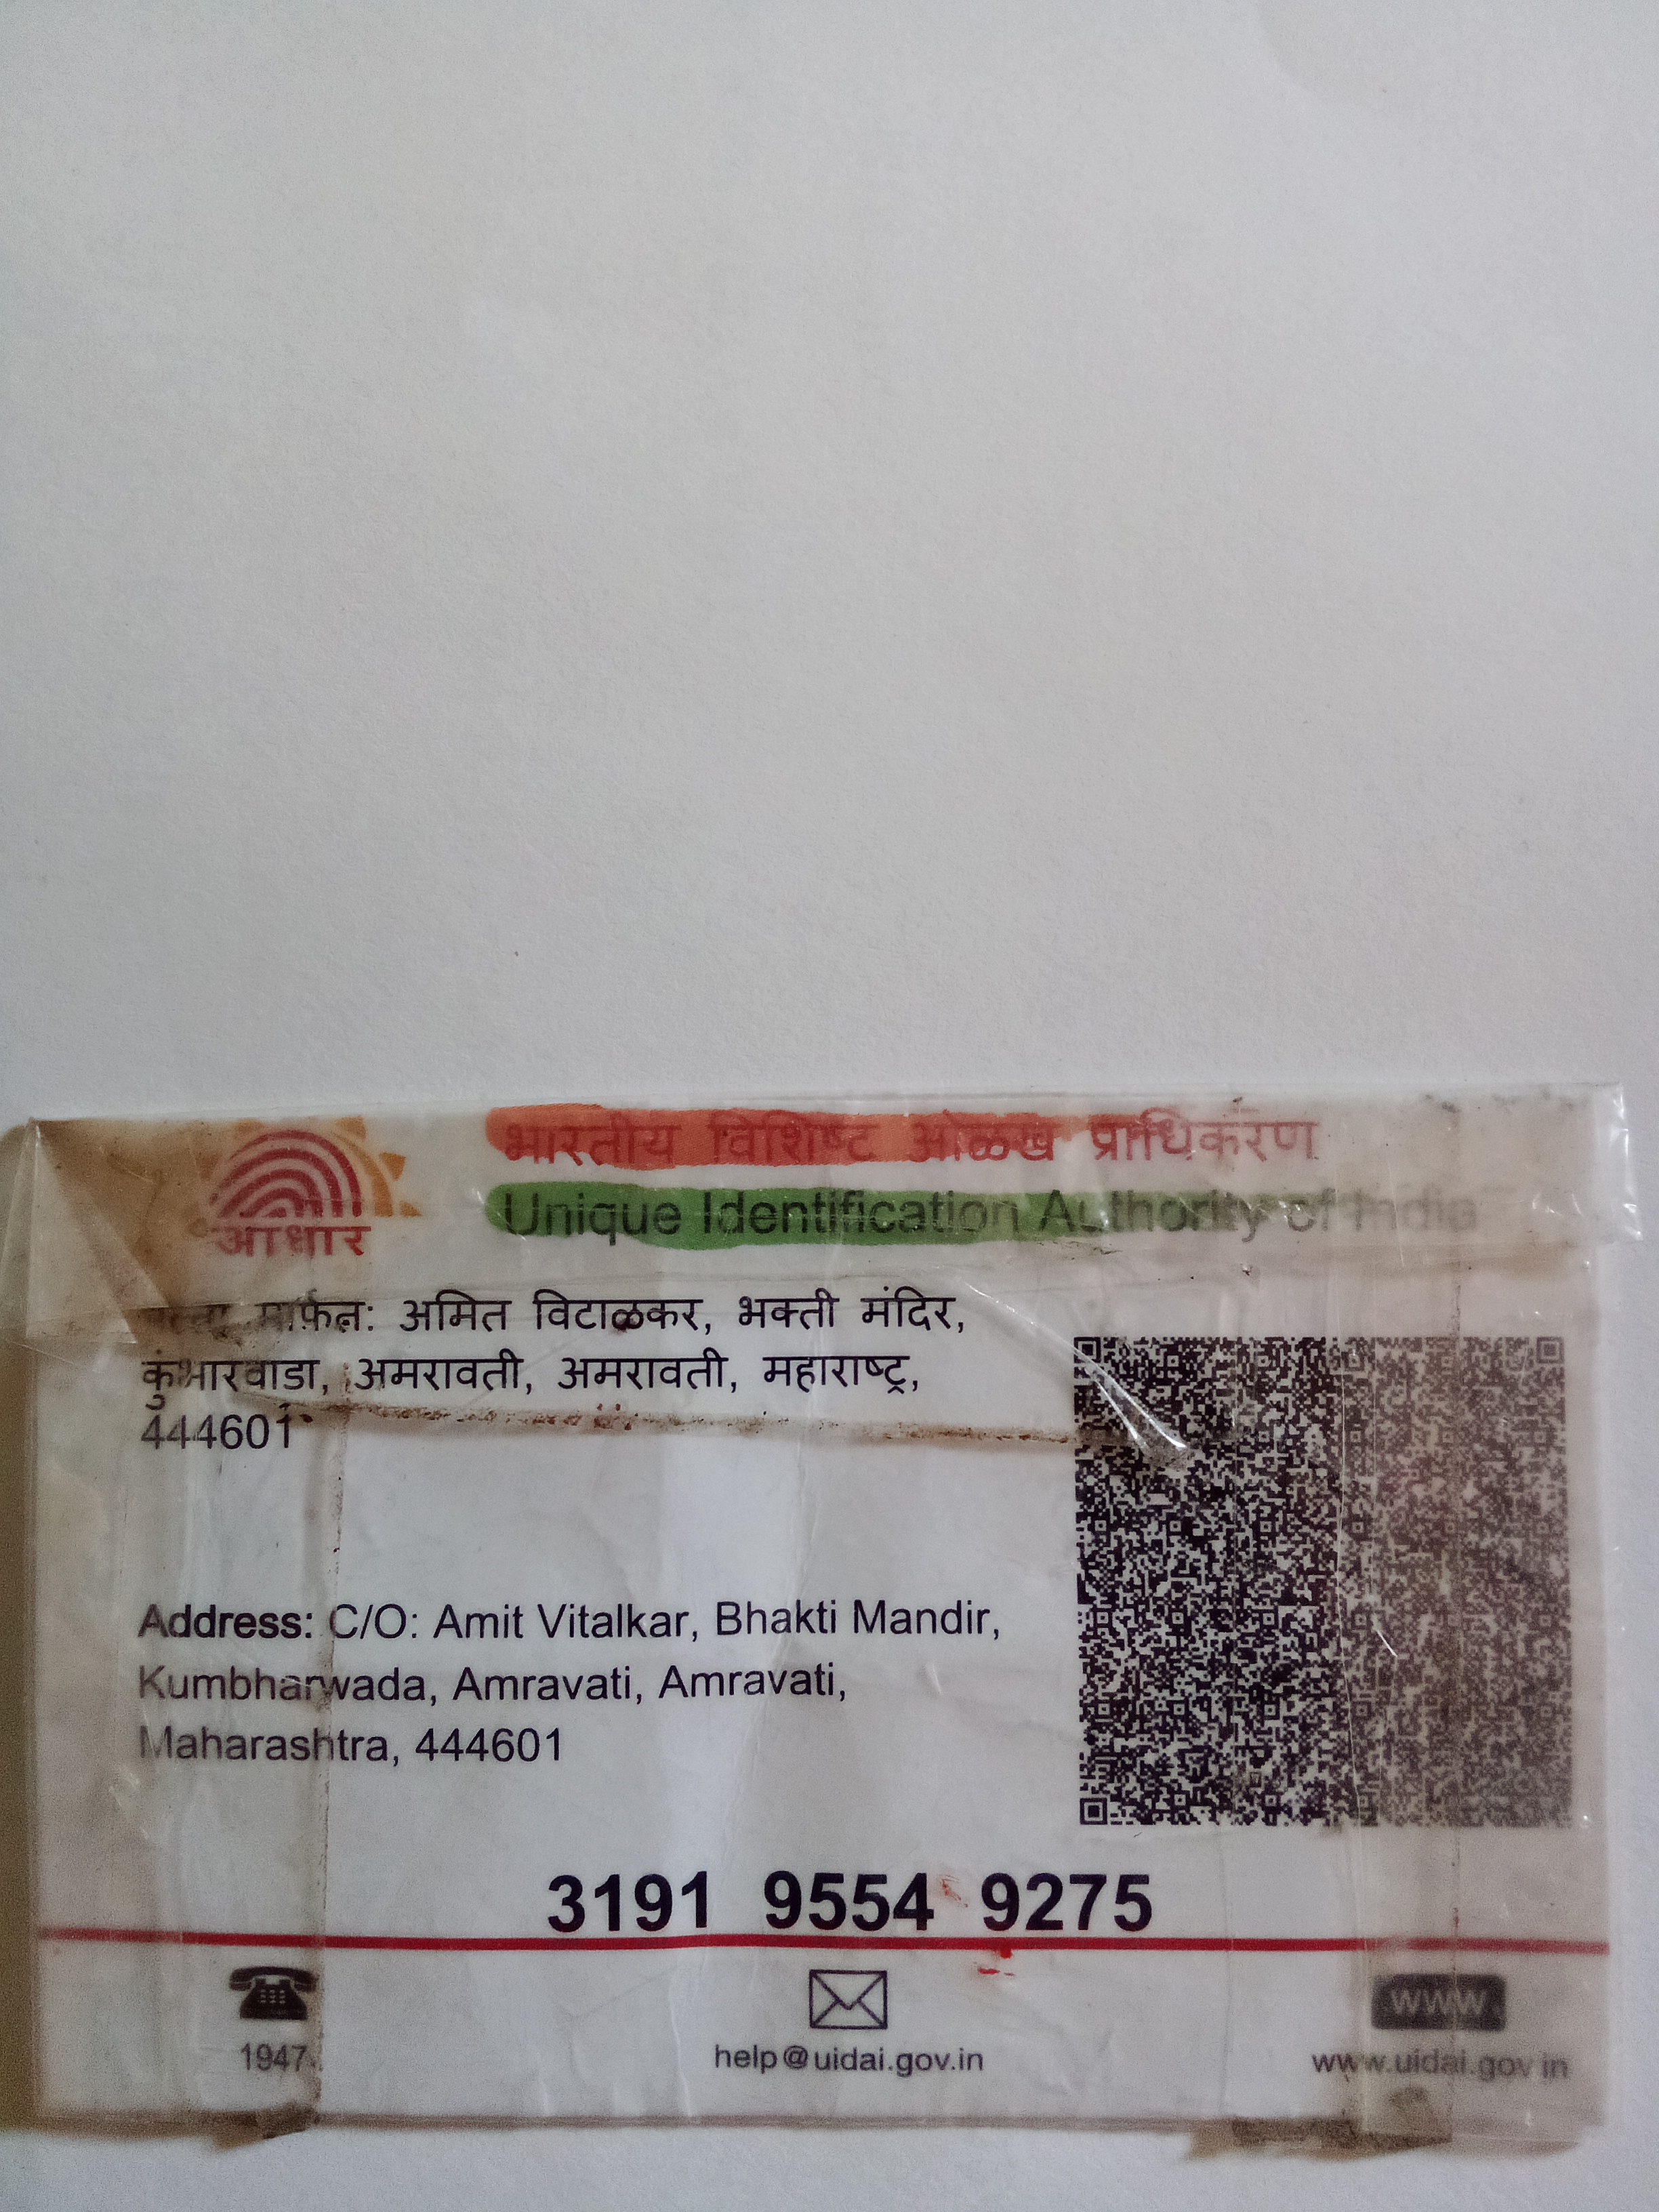 भारतीय विशिष्ट ओळख प्राधिकरण
Unique Identification Authority of India
आधार
मार्फत: अमित विटाळकर, भक्ती मंदिर,
कुंभारवाडा, अमरावती, अमरावती, महाराष्ट्र,
444601
Address: C/O: Amit Vitalkar, Bhakti Mandir,
Kumbharwada, Amravati, Amravati,
Maharashtra, 444601
3191 9554 9275
www
1947
help@uidai.gov.in
www.uidai.gov.in